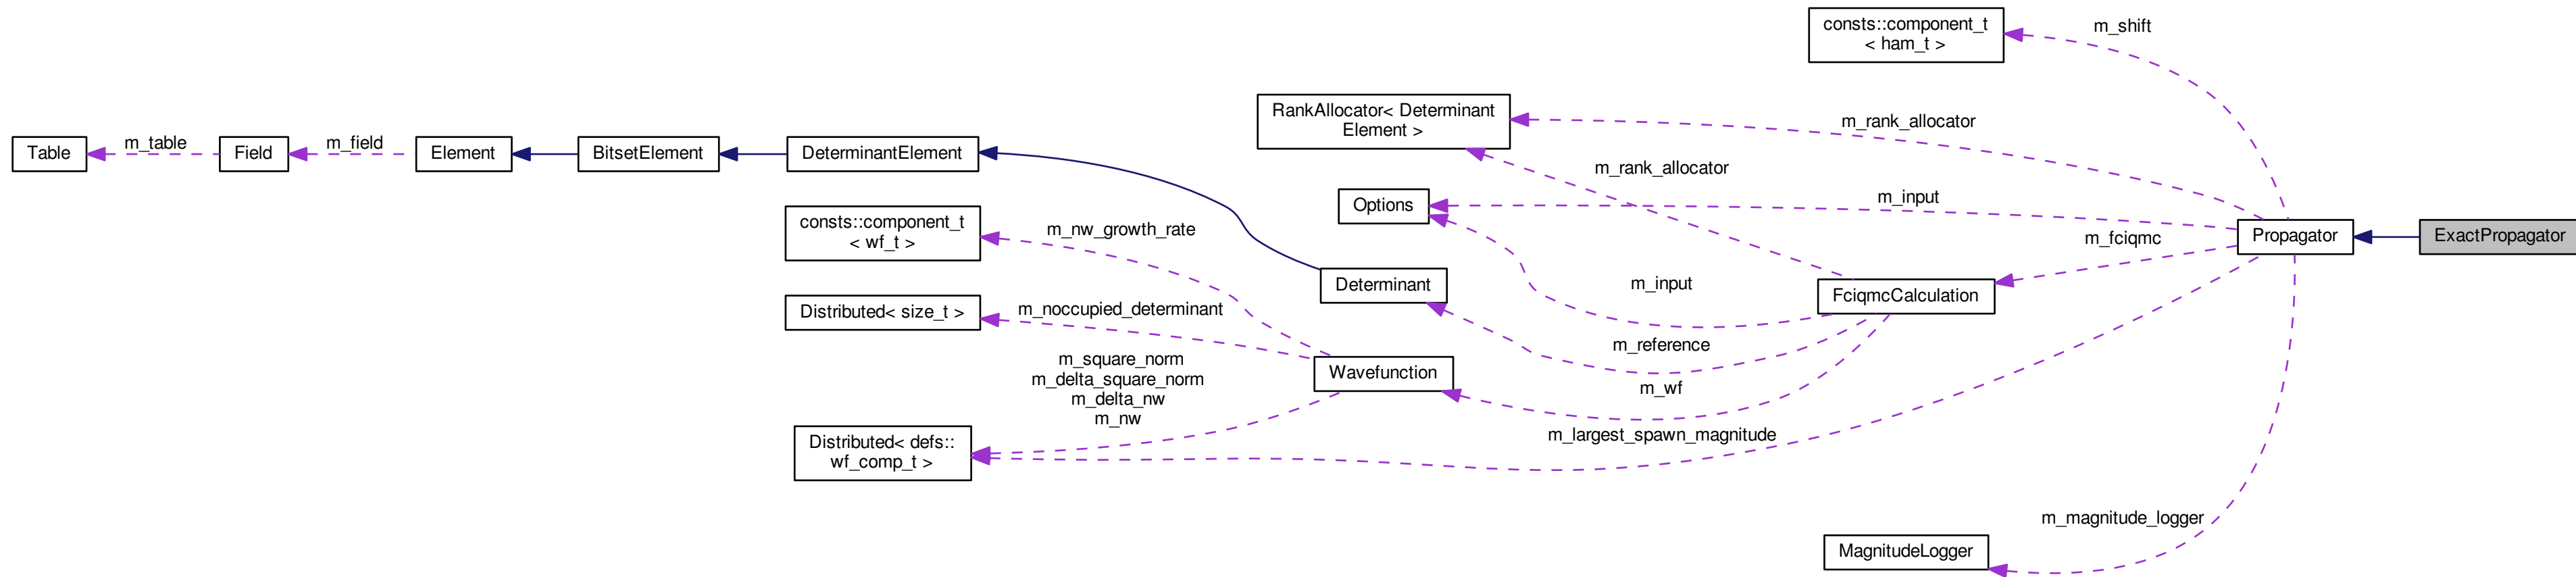 consts::component_t
< ham_t >
m_shift
RankAllocator< Determinant
Element >
m_rank_allocator
Table
m_table
Field
m_field
Element
BitsetElement
DeterminantElement
m_rank_allocator
Options
m_input
consts::component_t
< wf_t >
m_nw_growth_rate
Propagator
ExactPropagator
m_fciqmc
Determinant
m_input
FciqmcCalculation
Distributed< size_t >
m_noccupied_determinant
m_reference
m_square_norm
m_delta_square_norm
m_delta_nw
m_nw
Wavefunction
m_wf
Distributed< defs::
wf_comp_t >
m_largest_spawn_magnitude
m_magnitude_logger
MagnitudeLogger